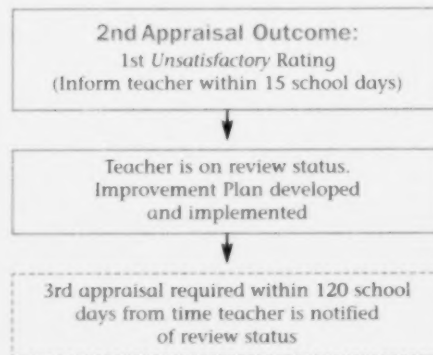 2nd Appraisal Outcome:
1st Unsatisfactory Rating
(Inform teacher within 15 school days)
Teacher is on review status.
Improvement Plan developed
and implemented
3rd appraisal required within 120 school
days from time teacher is notified
of review status